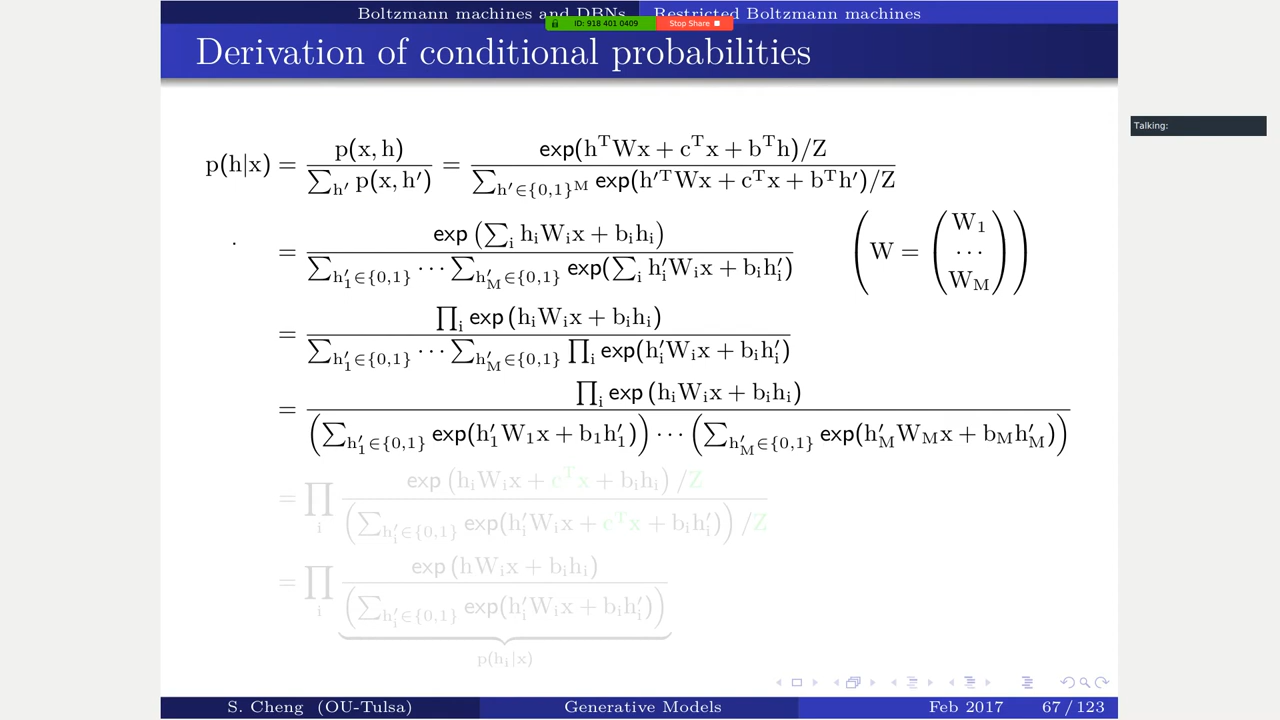 Boltzmann machines and DBNs Restricted Boltzmann machines
ID: 918 401 0409 Stop Share
Derivation of conditional probabilities
Talking:
p(h|x) = p(x, h) / ∑_{h′} p(x, h′) = exp(h^T Wx + c^T x + b^T h)/Z / ∑_{h′∈{0,1}^M} exp(h′^T Wx + c^T x + b^T h′)/Z
= exp (∑_i h_i W_i x + b_i h_i) / ∑_{h′_1∈{0,1}} ··· ∑_{h′_M∈{0,1}} exp(∑_i h′_i W_i x + b_i h′_i) (W = (W_1 ··· W_M))
= ∏_i exp (h_i W_i x + b_i h_i) / ∑_{h′_1∈{0,1}} ··· ∑_{h′_M∈{0,1}} ∏_i exp(h′_i W_i x + b_i h′_i)
= ∏_i exp (h_i W_i x + b_i h_i) / (∑_{h′_1∈{0,1}} exp(h′_1 W_1 x + b_1 h′_1)) ··· (∑_{h′_M∈{0,1}} exp(h′_M W_M x + b_M h′_M))
= ∏_i exp (h_i W_i x + c^T x + b_i h_i) /Z / (∑_{h′_i∈{0,1}} exp(h′_i W_i x + c^T x + b_i h′_i)) /Z
= ∏_i exp (hW_i x + b_i h_i) / (∑_{h′_i∈{0,1}} exp(h′_i W_i x + b_i h′_i))
p(h_i|x)
S. Cheng (OU-Tulsa) Generative Models Feb 2017 67 / 123